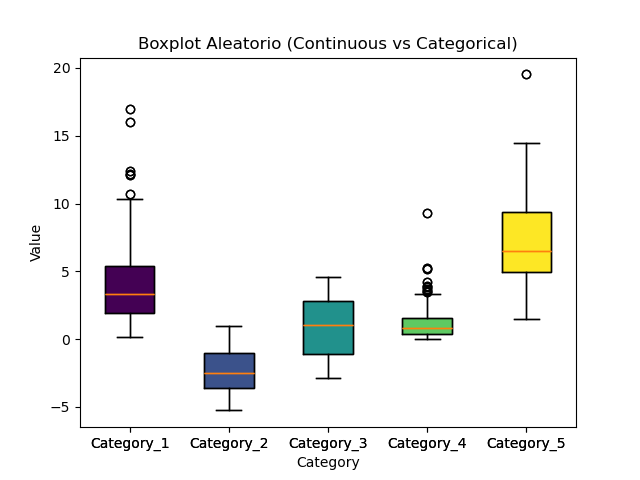 Boxplot Aleatorio (Continuous vs Categorical)
20
15
10
5
0
−5
Value
Category_1 Category_2 Category_3 Category_4 Category_5
Category